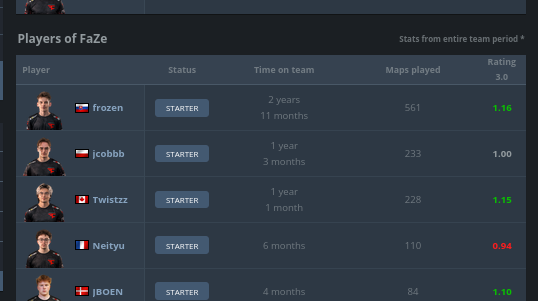 Players of FaZe
Stats from entire team period *
Player Status Time on team Maps played Rating
3.0
frozen STARTER 2 years
11 months 561 1.16
jcobbb STARTER 1 year
3 months 233 1.00
Twistzz STARTER 1 year
1 month 228 1.15
Neityu STARTER 6 months 110 0.94
JBOEN STARTER 4 months 84 1.10